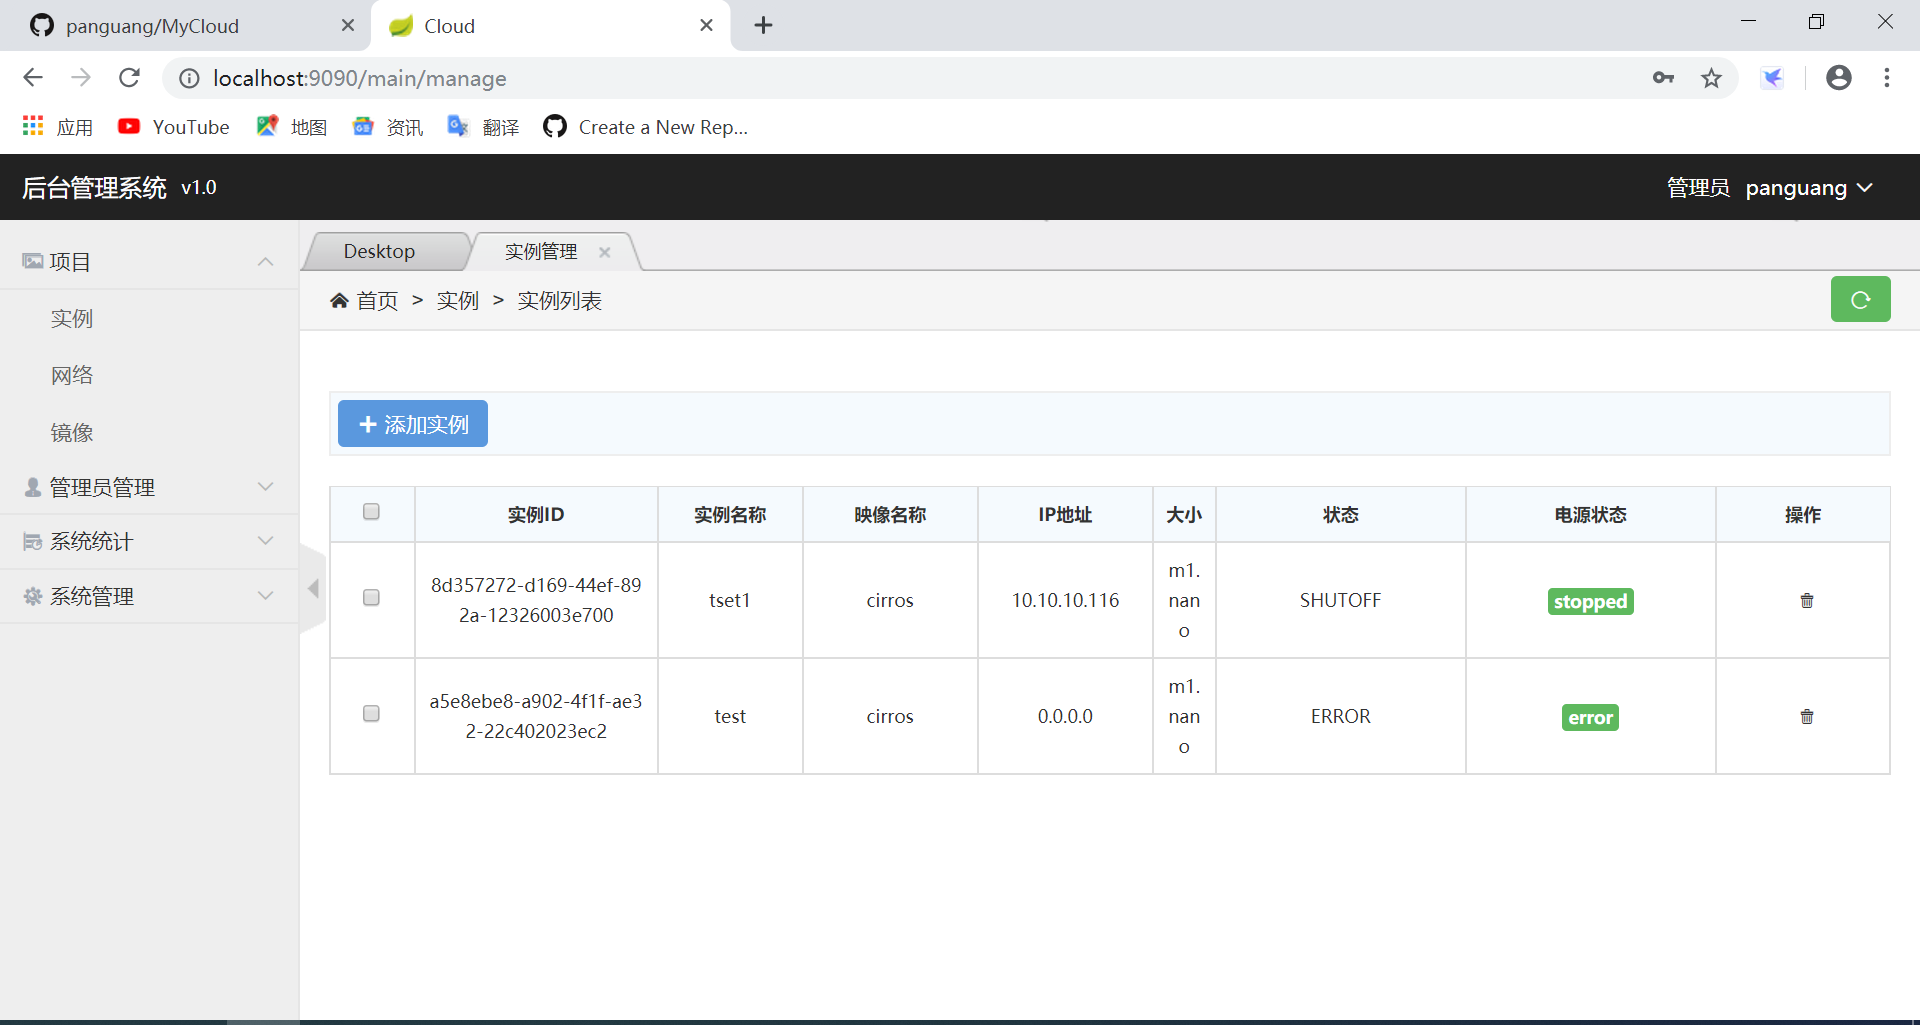 panguang/MyCloud
Cloud
localhost:9090/main/manage
应用 YouTube 地图 资讯 翻译 Create a New Rep...
后台管理系统 v1.0
管理员 panguang
项目
实例
网络
镜像
管理员管理
系统统计
系统管理
Desktop
实例管理
首页 > 实例 > 实例列表
添加实例
实例ID 实例名称 映像名称 IP地址 大小 状态 电源状态 操作
8d357272-d169-44ef-89
2a-12326003e700
tset1
cirros
10.10.10.116
m1.
nan
o
SHUTOFF
stopped
a5e8ebe8-a902-4f1f-ae3
2-22c402023ec2
test
cirros
0.0.0.0
m1.
nan
o
ERROR
error